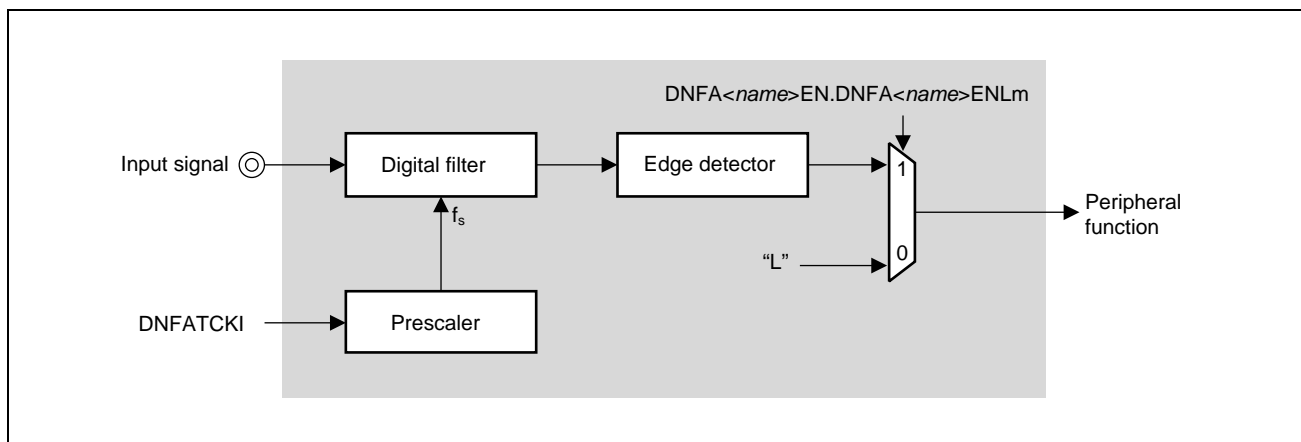 DNFA<name>EN.DNFA<name>ENLm
Input signal
Digital filter
Edge detector
1
fs
Peripheral
function
"L"
0
DNFATCKI
Prescaler